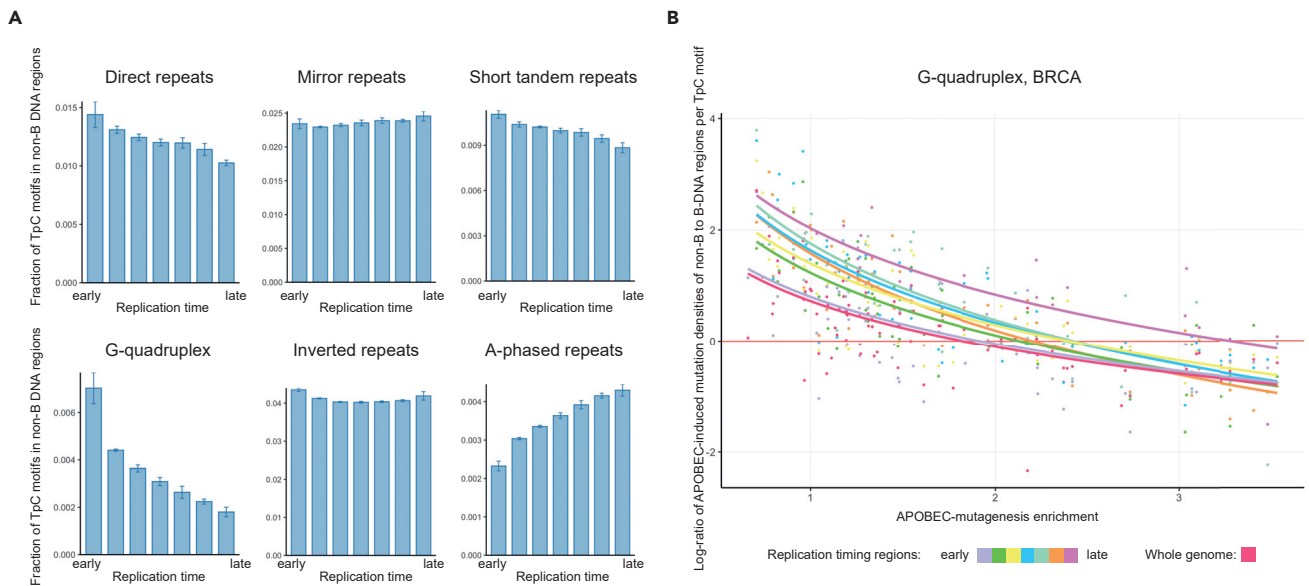 A
Fraction of TpC motifs in non-B DNA regions
Direct repeats
0.015
0.010
0.005
0.000
early
late
Replication time
Mirror repeats
0.025
0.020
0.015
0.010
0.005
0.000
early
late
Replication time
Short tandem repeats
0.009
0.006
0.003
0.000
early
late
Replication time
Fraction of TpC motifs in non-B DNA regions
G-quadruplex
0.006
0.004
0.002
0.000
early
late
Replication time
Inverted repeats
0.04
0.03
0.02
0.01
0.00
early
late
Replication time
A-phased repeats
0.004
0.003
0.002
0.001
0.000
early
late
Replication time
B
Log-ratio of APOBEC-induced mutation densities of non-B to B-DNA regions per TpC motif
G-quadruplex, BRCA
4
2
0
-2
1
2
3
APOBEC-mutagenesis enrichment
Replication timing regions: early late Whole genome: